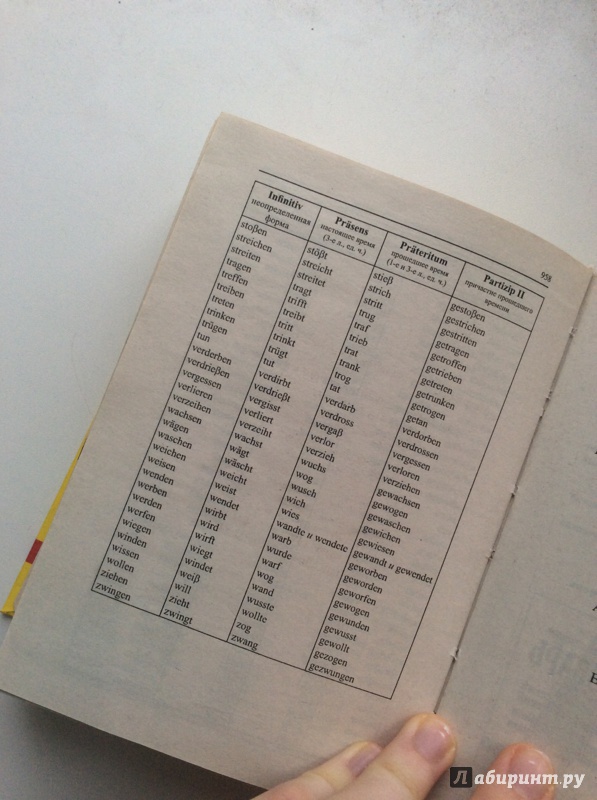 958
Infinitiv
неопределенная
форма
Präsens
настоящее время
(3-е л., ед. ч.)
Präteritum
прошедшее время
(1-е и 3-е л., ед. ч.)
Partizip II
причастие прошедшего
времени
stoßen stößt stieß gestoßen
streichen streicht strich gestrichen
streiten streitet stritt gestritten
tragen tragt trug getragen
treffen trifft traf getroffen
treiben treibt trieb getrieben
treten tritt trat getreten
trinken trinkt trank getrunken
trügen trügt trog getrogen
tun tut tat getan
verderben verdirbt verdarb verdorben
verdrießen verdrießt verdross verdrossen
vergessen vergisst vergaß vergessen
verlieren verliert verlor verloren
verzeihen verzeiht verzieh verziehen
wachsen wachst wuchs gewachsen
wägen wägt wog gewogen
waschen wäscht wusch gewaschen
weichen weicht wich gewichen
weisen weist wies gewiesen
wenden wendet wandte и wendete gewandt и gewendet
werben wirbt warb geworben
werden wird wurde geworden
werfen wirft warf geworfen
wiegen wiegt wog gewogen
winden windet wand gewunden
wissen weiß wusste gewusst
wollen will wollte gewollt
ziehen zieht zog gezogen
zwingen zwingt zwang gezwungen
Лабиринт.ру